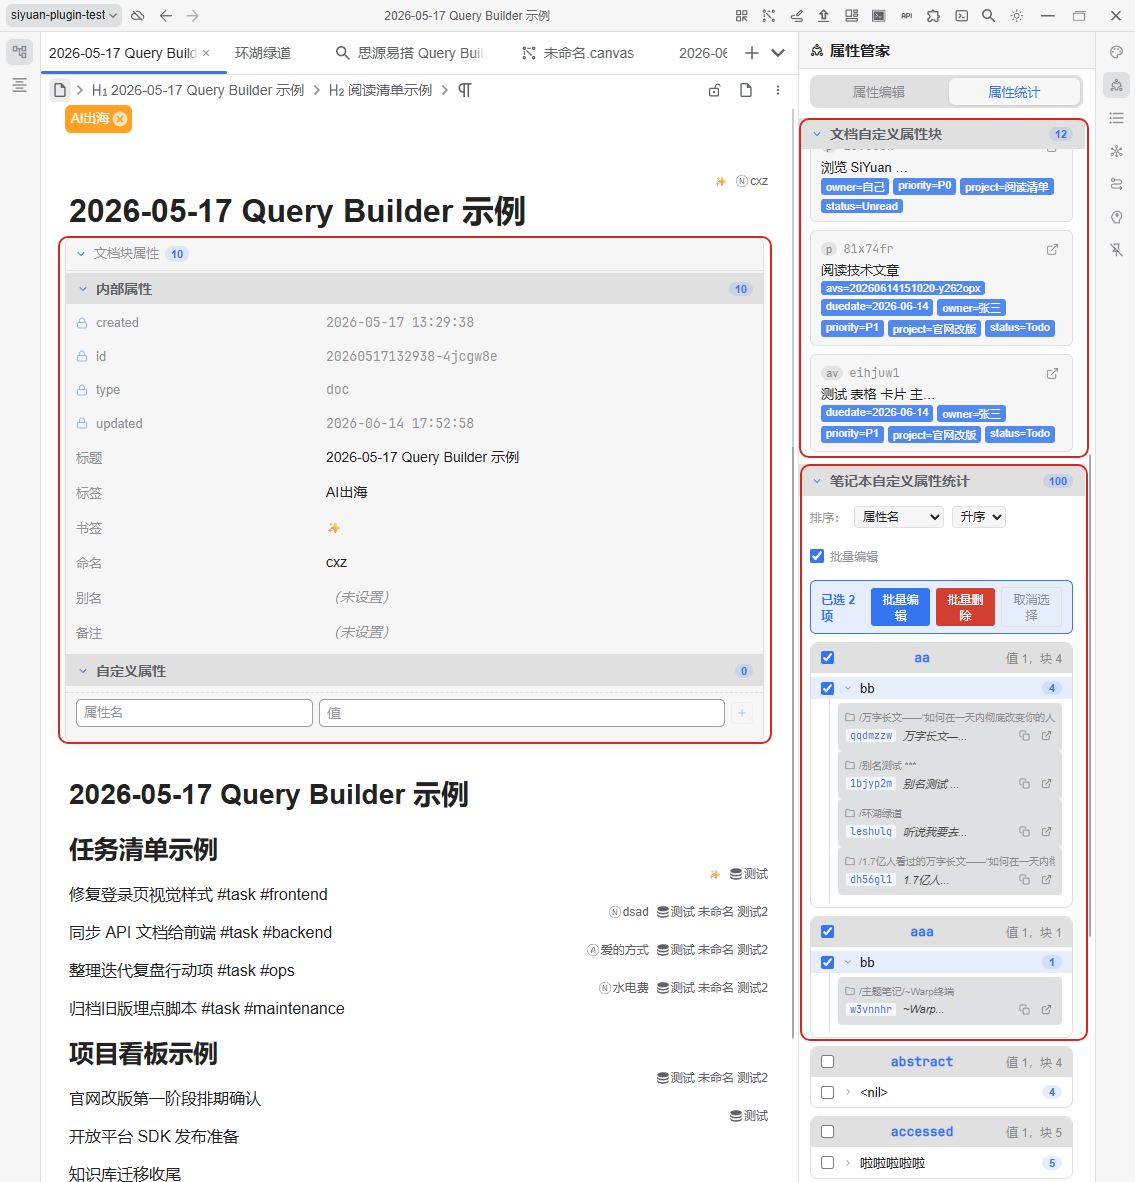 siyuan-plugin-test
2026-05-17 Query Builder 示例
API
2026-05-17 Query Build
环湖绿道
思源易搭 Query Buil
未命名.canvas
2026-06
H1 2026-05-17 Query Builder 示例
H2 阅读清单示例
AI出海
cxz
2026-05-17 Query Builder 示例
文档块属性 10
内部属性 10
created 2026-05-17 13:29:38
id 20260517132938-4jcgw8e
type doc
updated 2026-06-14 17:52:58
标题 2026-05-17 Query Builder 示例
标签 AI出海
书签
命名 cxz
别名 (未设置)
备注 (未设置)
自定义属性 0
属性名 值 +
2026-05-17 Query Builder 示例
任务清单示例
测试
修复登录页视觉样式 #task #frontend
dsad 测试 未命名 测试2
同步 API 文档给前端 #task #backend
爱的方式 测试 未命名 测试2
整理迭代复盘行动项 #task #ops
水电费 测试 未命名 测试2
归档旧版埋点脚本 #task #maintenance
项目看板示例
测试 未命名 测试2
官网改版第一阶段排期确认
测试
开放平台 SDK 发布准备
知识库迁移收尾
属性管家
属性编辑 属性统计
文档自定义属性块 12
浏览 SiYuan ...
owner=自己 priority=P0 project=阅读清单
status=Unread
p 81x74fr
阅读技术文章
avs=20260614151020-y262opx
duedate=2026-06-14 owner=张三
priority=P1 project=官网改版 status=Todo
av eihjuw1
测试 表格 卡片 主...
duedate=2026-06-14 owner=张三
priority=P1 project=官网改版 status=Todo
笔记本自定义属性统计 100
排序: 属性名 升序
批量编辑
已选 2 项 批量编辑 批量删除 取消选择
aa 值 1，块 4
bb 4
/万字长文——“如何在一天内彻底改变你的人
qqdmzzw 万字长文—...
/别名测试 ***
1bjyp2m 别名测试 ...
/环湖绿道
leshulq 听说我要去...
/1.7亿人看过的万字长文——“如何在一天内彻
dh56gl1 1.7亿人...
aaa 值 1，块 1
bb 1
/主题笔记/~Warp终端
w3vnnhr ~Warp...
abstract 值 1，块 4
<nil> 4
accessed 值 1，块 5
啦啦啦啦啦 5